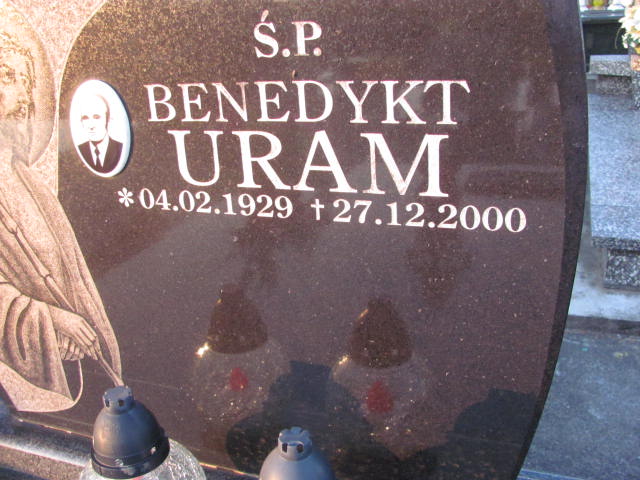 Ś.P.
BENEDYKT
URAM
*04.02.1929 †27.12.2000